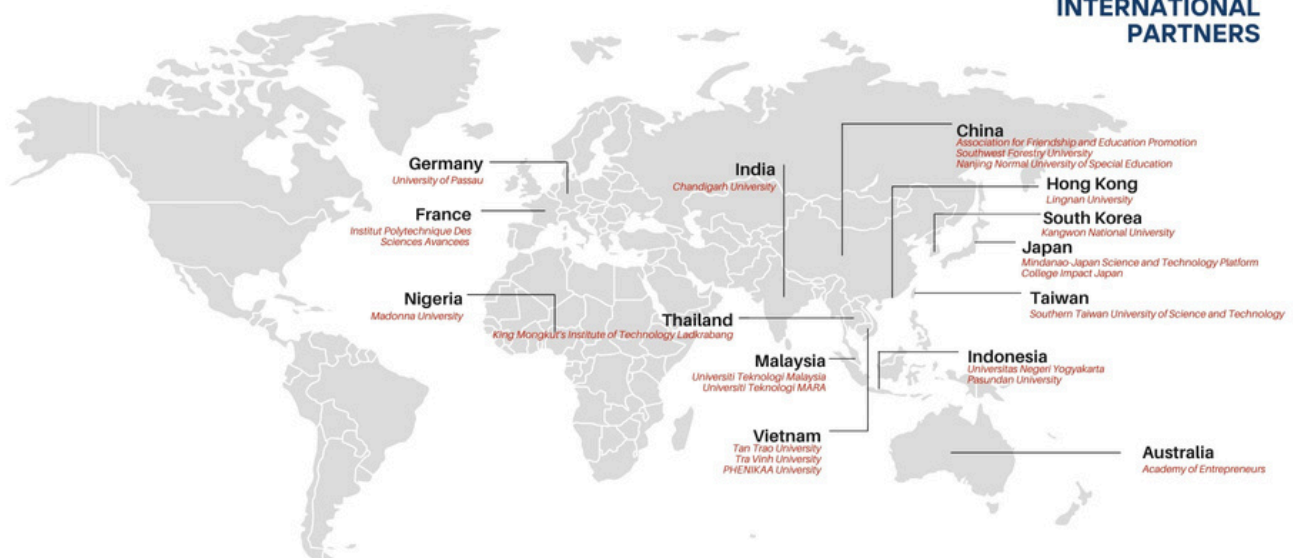 INTERNATIONAL
PARTNERS
Germany
University of Passau
France
Institut Polytechnique Des
Sciences Avancees
Nigeria
Madonna University
India
Chandigarh University
Thailand
King Mongkut's Institute of Technology Ladkrabang
Malaysia
Universiti Teknologi Malaysia
Universiti Teknologi MARA
Vietnam
Tan Trao University
Tra Vinh University
PHENIKAA University
China
Association for Friendship and Education Promotion
Southwest Forestry University
Nanjing Normal University of Special Education
Hong Kong
Lingnan University
South Korea
Kangwon National University
Japan
Mindanao-Japan Science and Technology Platform
College Impact Japan
Taiwan
Southern Taiwan University of Science and Technology
Indonesia
Universitas Negeri Yogyakarta
Pasundan University
Australia
Academy of Entrepreneurs